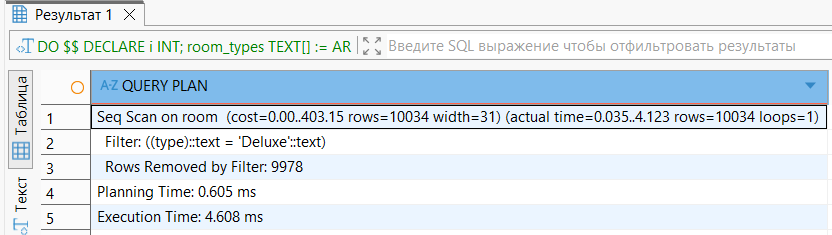 Результат 1
DO $$ DECLARE i INT; room_types TEXT[] := AR
Введите SQL выражение чтобы отфильтровать результаты
Таблица
Текст
A-Z QUERY PLAN
1 Seq Scan on room (cost=0.00..403.15 rows=10034 width=31) (actual time=0.035..4.123 rows=10034 loops=1)
2 Filter: ((type)::text = 'Deluxe'::text)
3 Rows Removed by Filter: 9978
4 Planning Time: 0.605 ms
5 Execution Time: 4.608 ms